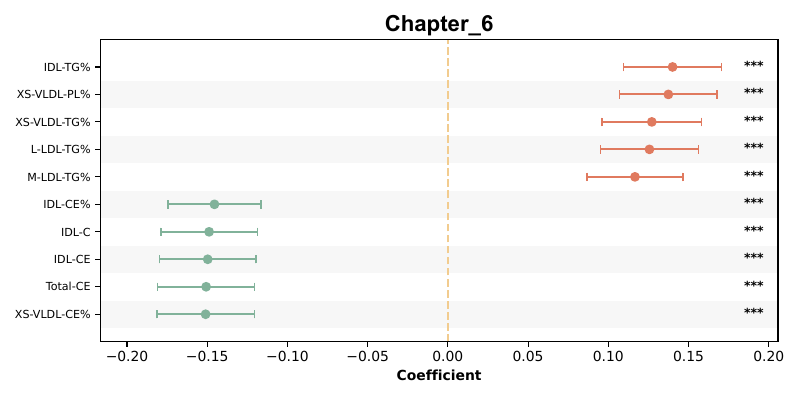 Chapter_6
IDL-TG% ***
XS-VLDL-PL% ***
XS-VLDL-TG% ***
L-LDL-TG% ***
M-LDL-TG% ***
IDL-CE% ***
IDL-C ***
IDL-CE ***
Total-CE ***
XS-VLDL-CE% ***
−0.20 −0.15 −0.10 −0.05 0.00 0.05 0.10 0.15 0.20
Coefficient